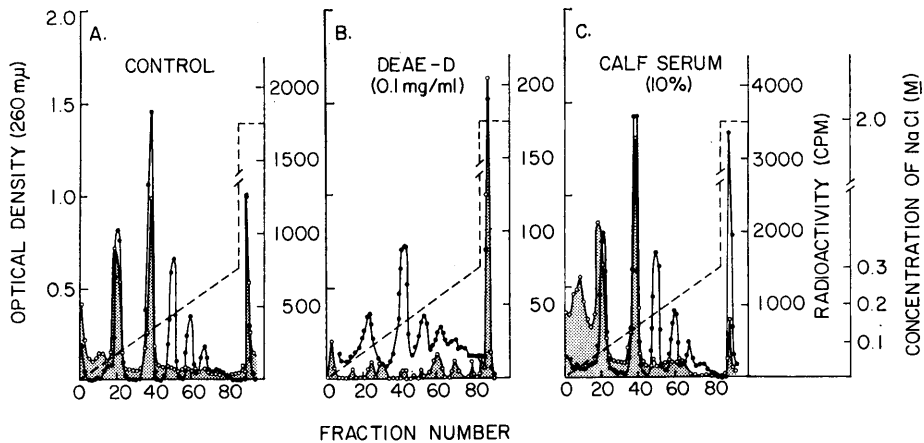 A.
CONTROL
B.
DEAE-D
(0.1 mg/ml)
C.
CALF SERUM
(10%)
OPTICAL DENSITY (260 mμ)
2.0
1.5
1.0
0.5
2000
1500
1000
500
200
150
100
50
4000
3000
2000
1000
RADIOACTIVITY (CPM)
2.0
0.3
0.2
0.1
CONCENTRATION OF NaCl (M)
0 20 40 60 80
0 20 40 60 80 100
0 20 40 60 80
FRACTION NUMBER